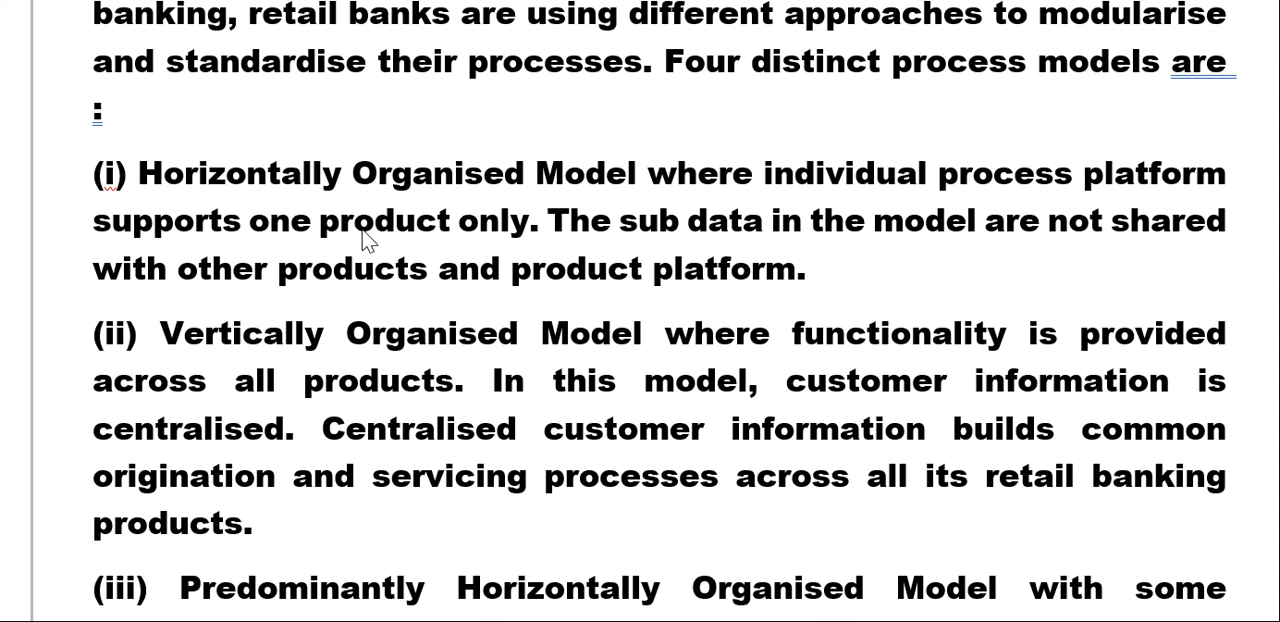 banking, retail banks are using different approaches to modularise
and standardise their processes. Four distinct process models are
:
(i) Horizontally Organised Model where individual process platform
supports one product only. The sub data in the model are not shared
with other products and product platform.
(ii) Vertically Organised Model where functionality is provided
across all products. In this model, customer information is
centralised. Centralised customer information builds common
origination and servicing processes across all its retail banking
products.
(iii) Predominantly Horizontally Organised Model with some